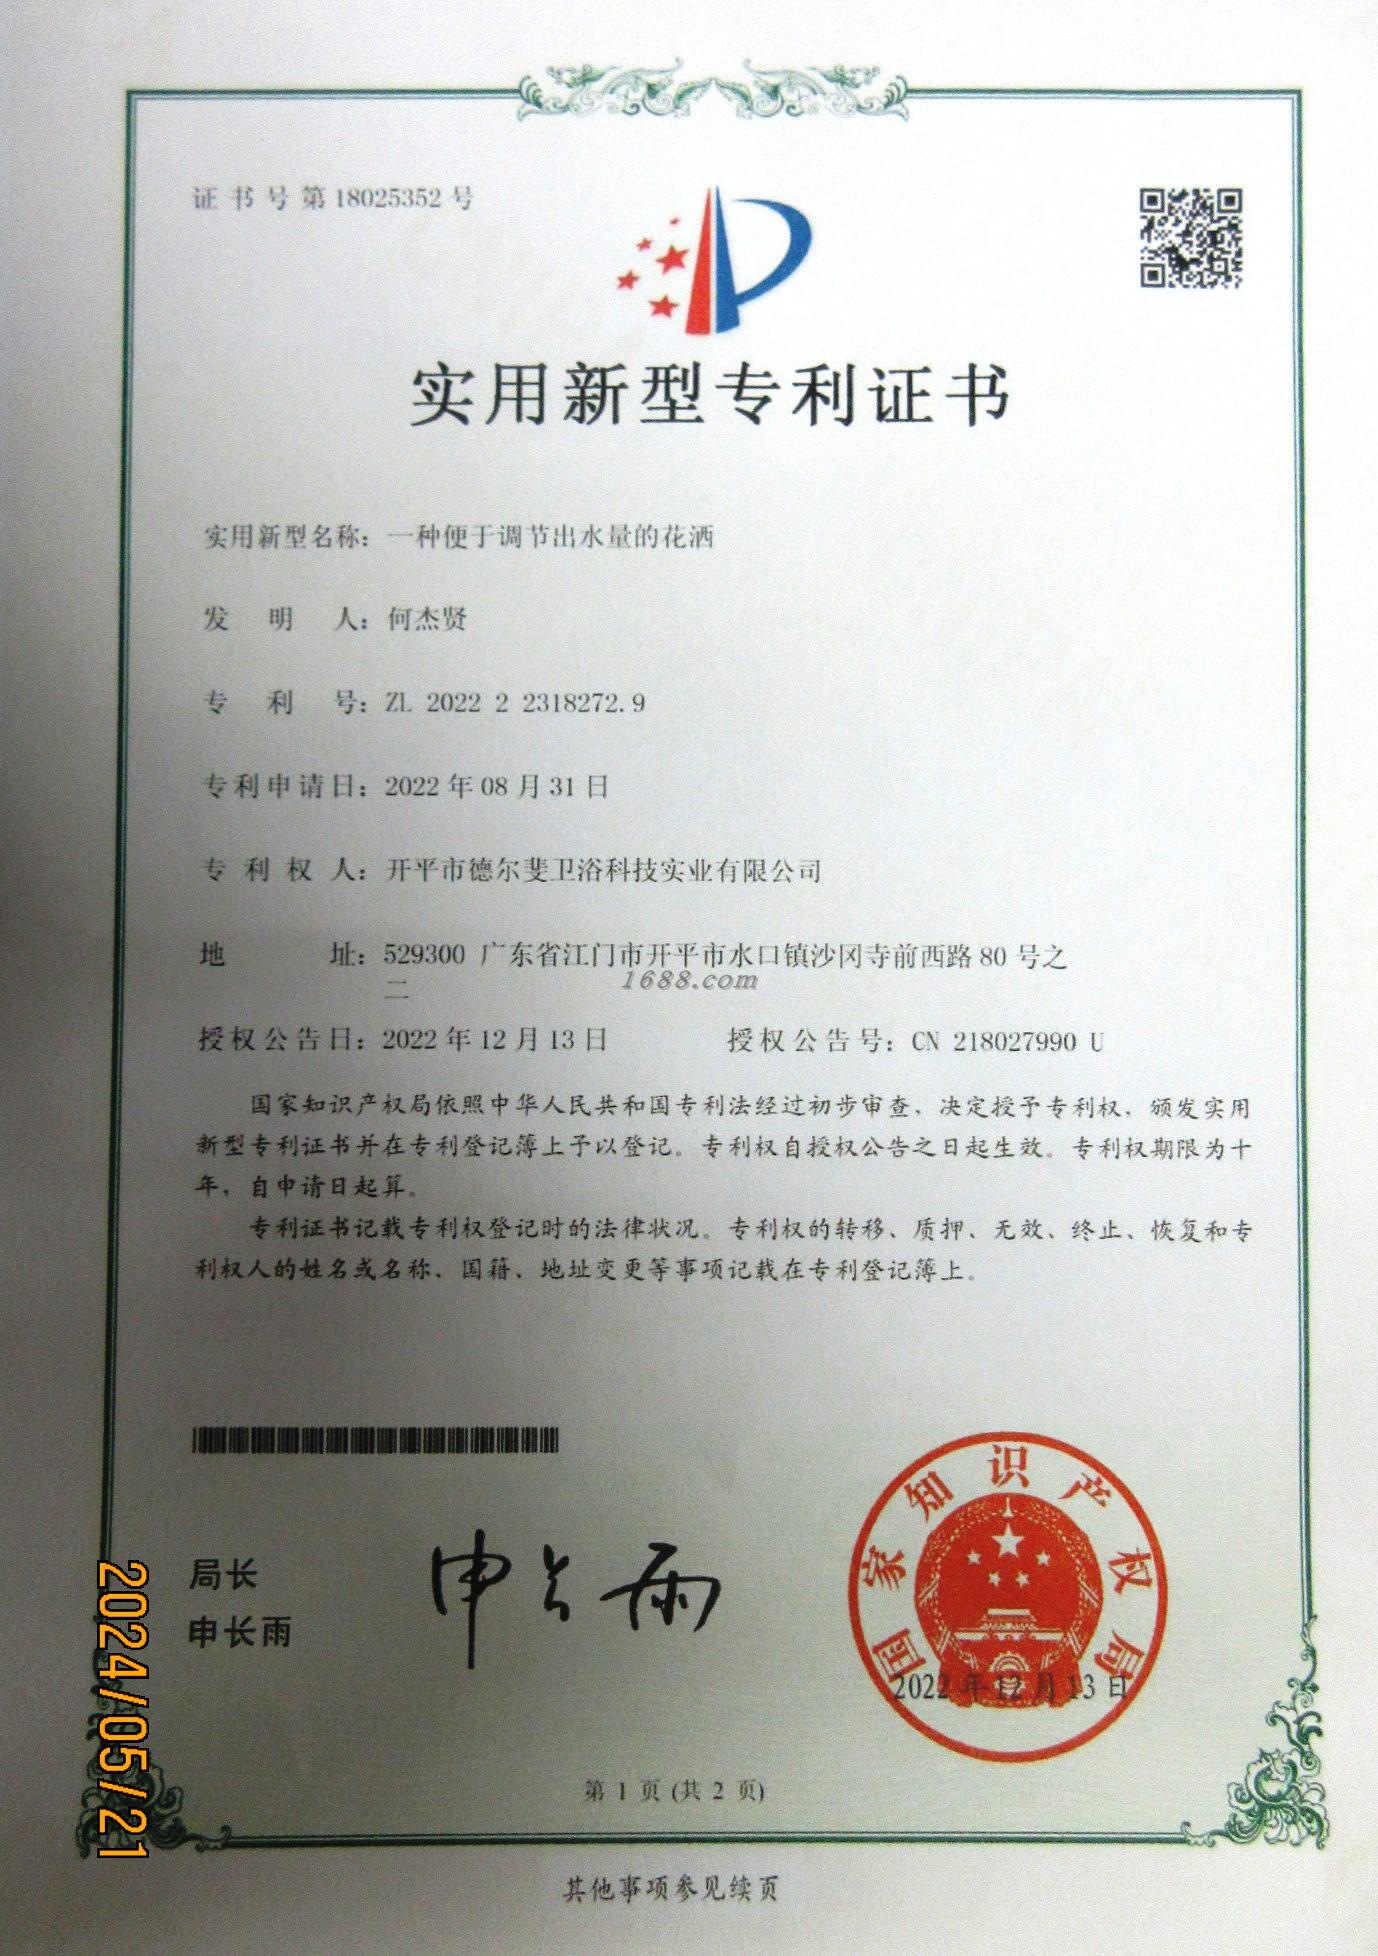 证书号第18025352号
实用新型专利证书
实用新型名称：一种便于调节出水量的花洒
发明人：何杰贤
专利号：ZL 2022 2 2318272.9
专利申请日：2022年08月31日
专利权人：开平市德尔斐卫浴科技实业有限公司
地址：529300 广东省江门市开平市水口镇沙冈寺前西路80号之
二
1688.com
授权公告日：2022年12月13日 授权公告号：CN 218027990 U
国家知识产权局依照中华人民共和国专利法经过初步审查，决定授予专利权，颁发实用
新型专利证书并在专利登记簿上予以登记。专利权自授权公告之日起生效。专利权期限为十
年，自申请日起算。
专利证书记载专利权登记时的法律状况。专利权的转移、质押、无效、终止、恢复和专
利权人的姓名或名称、国籍、地址变更等事项记载在专利登记簿上。
局长
申长雨
申长雨
国家知识产权局
2022年12月13日
2024/05/21
第 1 页 (共 2 页)
其他事项参见续页